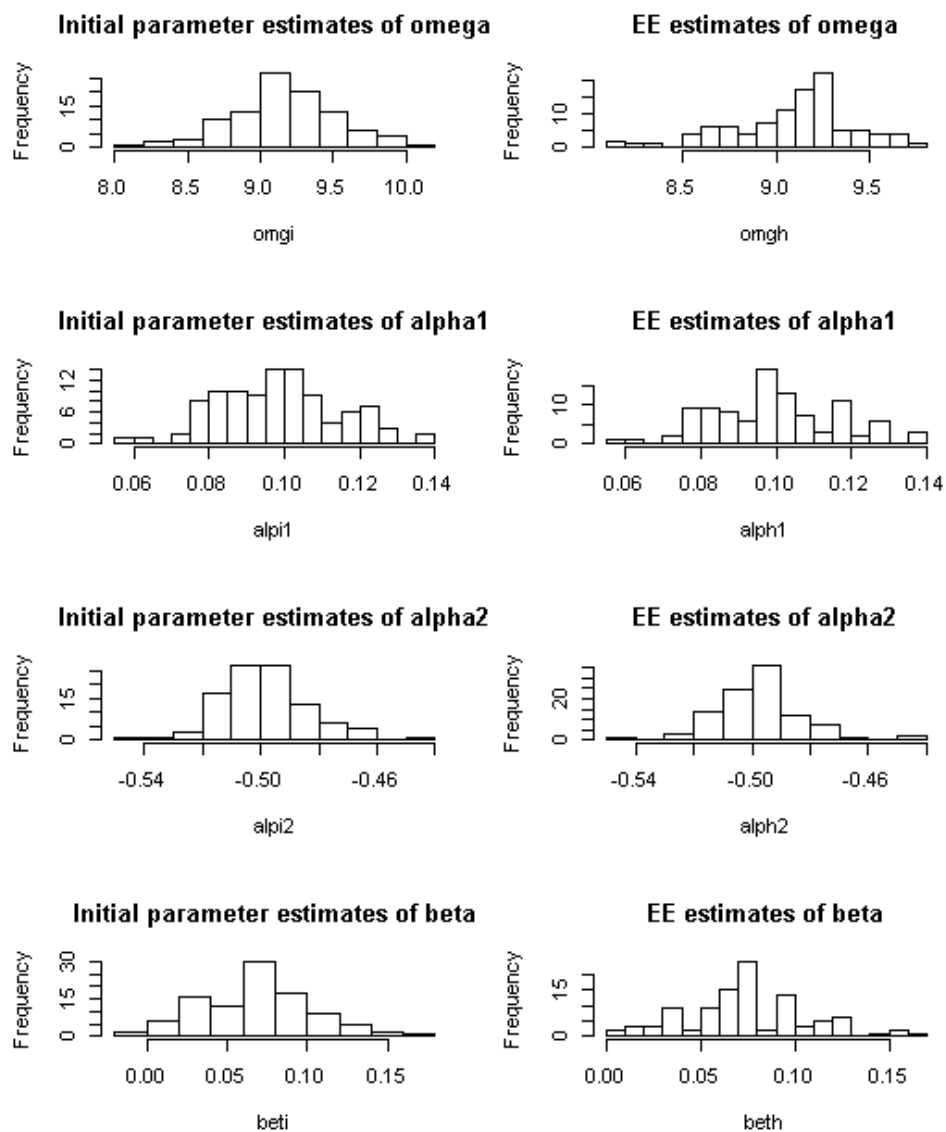 Initial parameter estimates of omega
Frequency
0 15
8.0 8.5 9.0 9.5 10.0
omgi
EE estimates of omega
Frequency
0 10
8.5 9.0 9.5
omgh
Initial parameter estimates of alpha1
Frequency
0 6 12
0.06 0.08 0.10 0.12 0.14
alpi1
EE estimates of alpha1
Frequency
0 10
0.06 0.08 0.10 0.12 0.14
alph1
Initial parameter estimates of alpha2
Frequency
0 15
-0.54 -0.50 -0.46
alpi2
EE estimates of alpha2
Frequency
0 20
-0.54 -0.50 -0.46
alph2
Initial parameter estimates of beta
Frequency
0 15 30
0.00 0.05 0.10 0.15
beti
EE estimates of beta
Frequency
0 15
0.00 0.05 0.10 0.15
beth